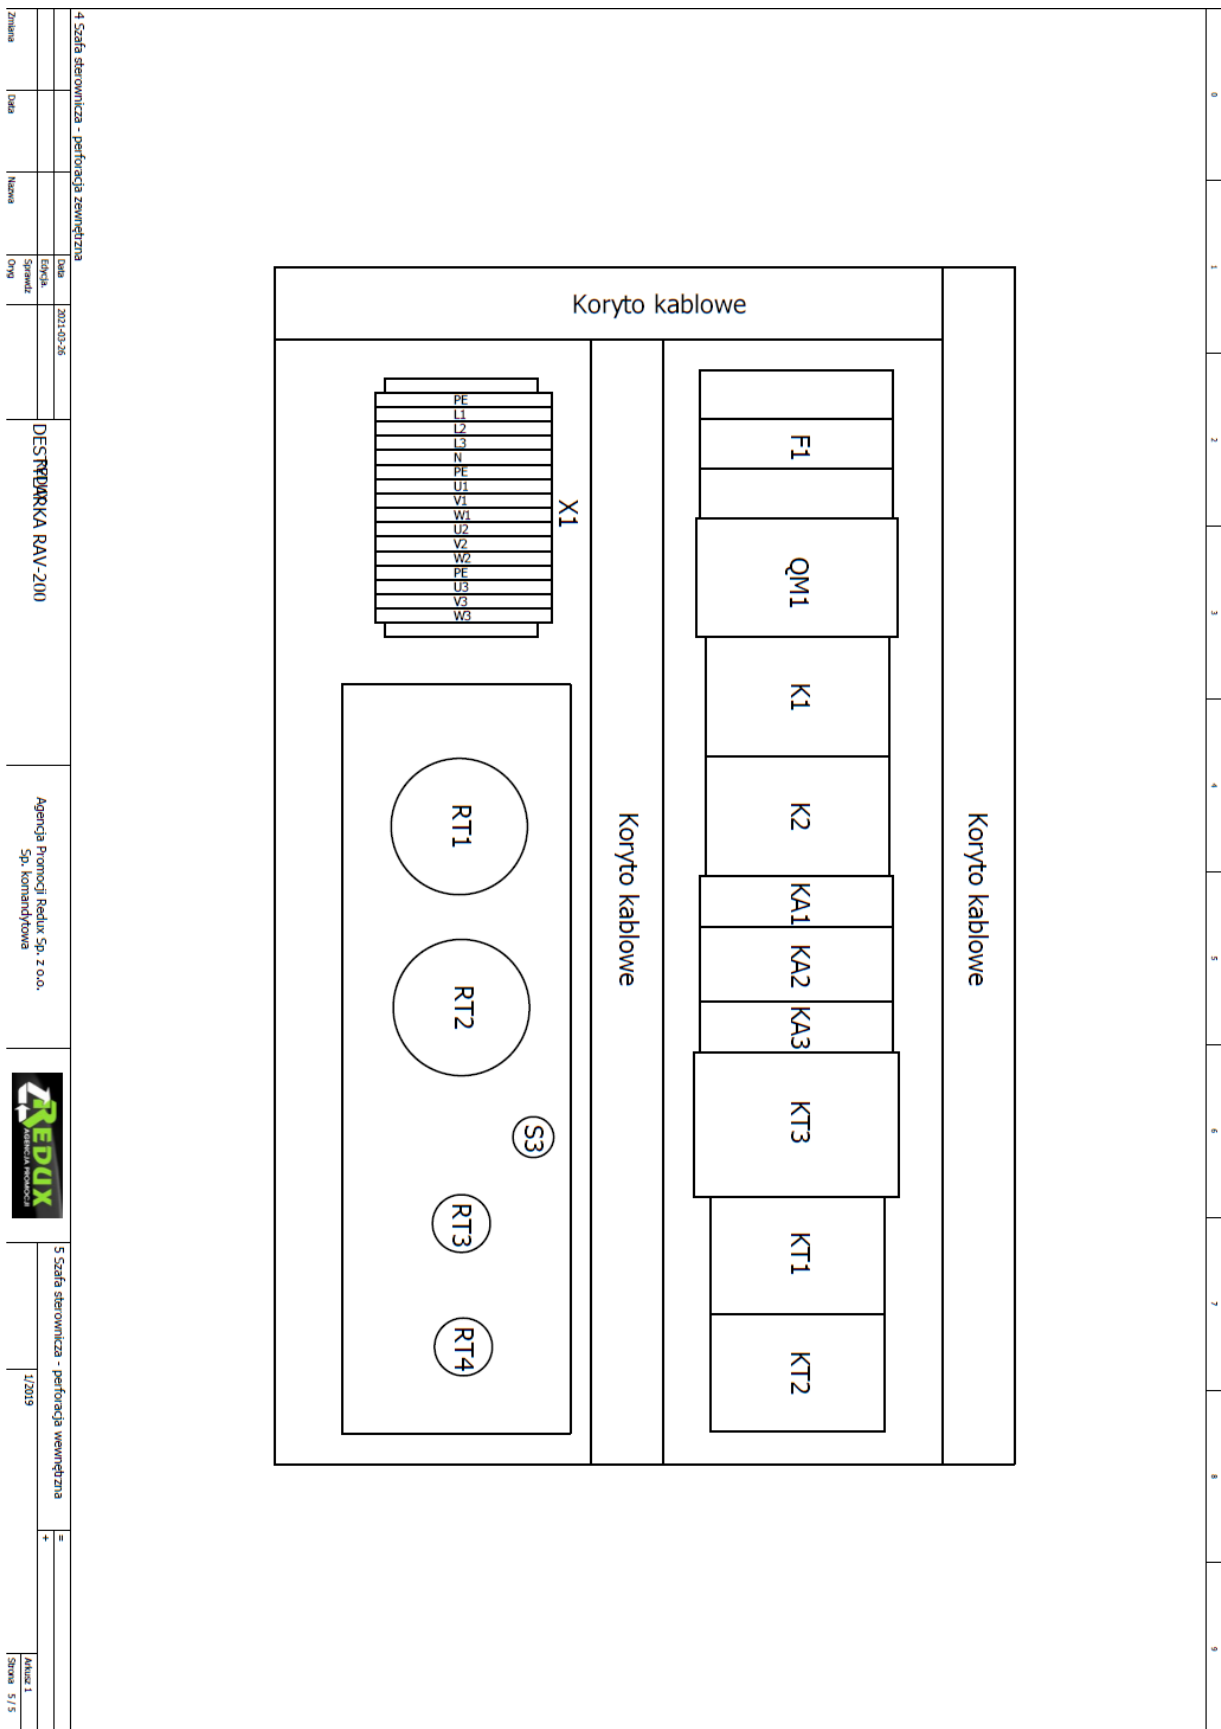 0
1
2
3
4
5
6
7
8
9
Koryto kablowe
Koryto kablowe
Koryto kablowe
F1
QM1
K1
K2
KA1
KA2
KA3
KT3
KT1
KT2
X1
PE
L1
L2
L3
N
PE
U1
V1
W1
U2
V2
W2
PE
U3
V3
W3
RT1
RT2
S3
RT3
RT4
4 Szafa sterownicza - perforacja zewnętrzna
Zmiana
Data
Nazwa
Data
2021-03-26
Edycja.
Sprawdz
Oryg
DESTYLARKA RAV-200
Agencja Promocji Redux Sp. z o.o.
Sp. komandytowa
REDUX
AGENCJA PROMOCJI
5 Szafa sterownicza - perforacja wewnętrzna
1/2019
=
+
Arkusz 1
Strona 5 / 5